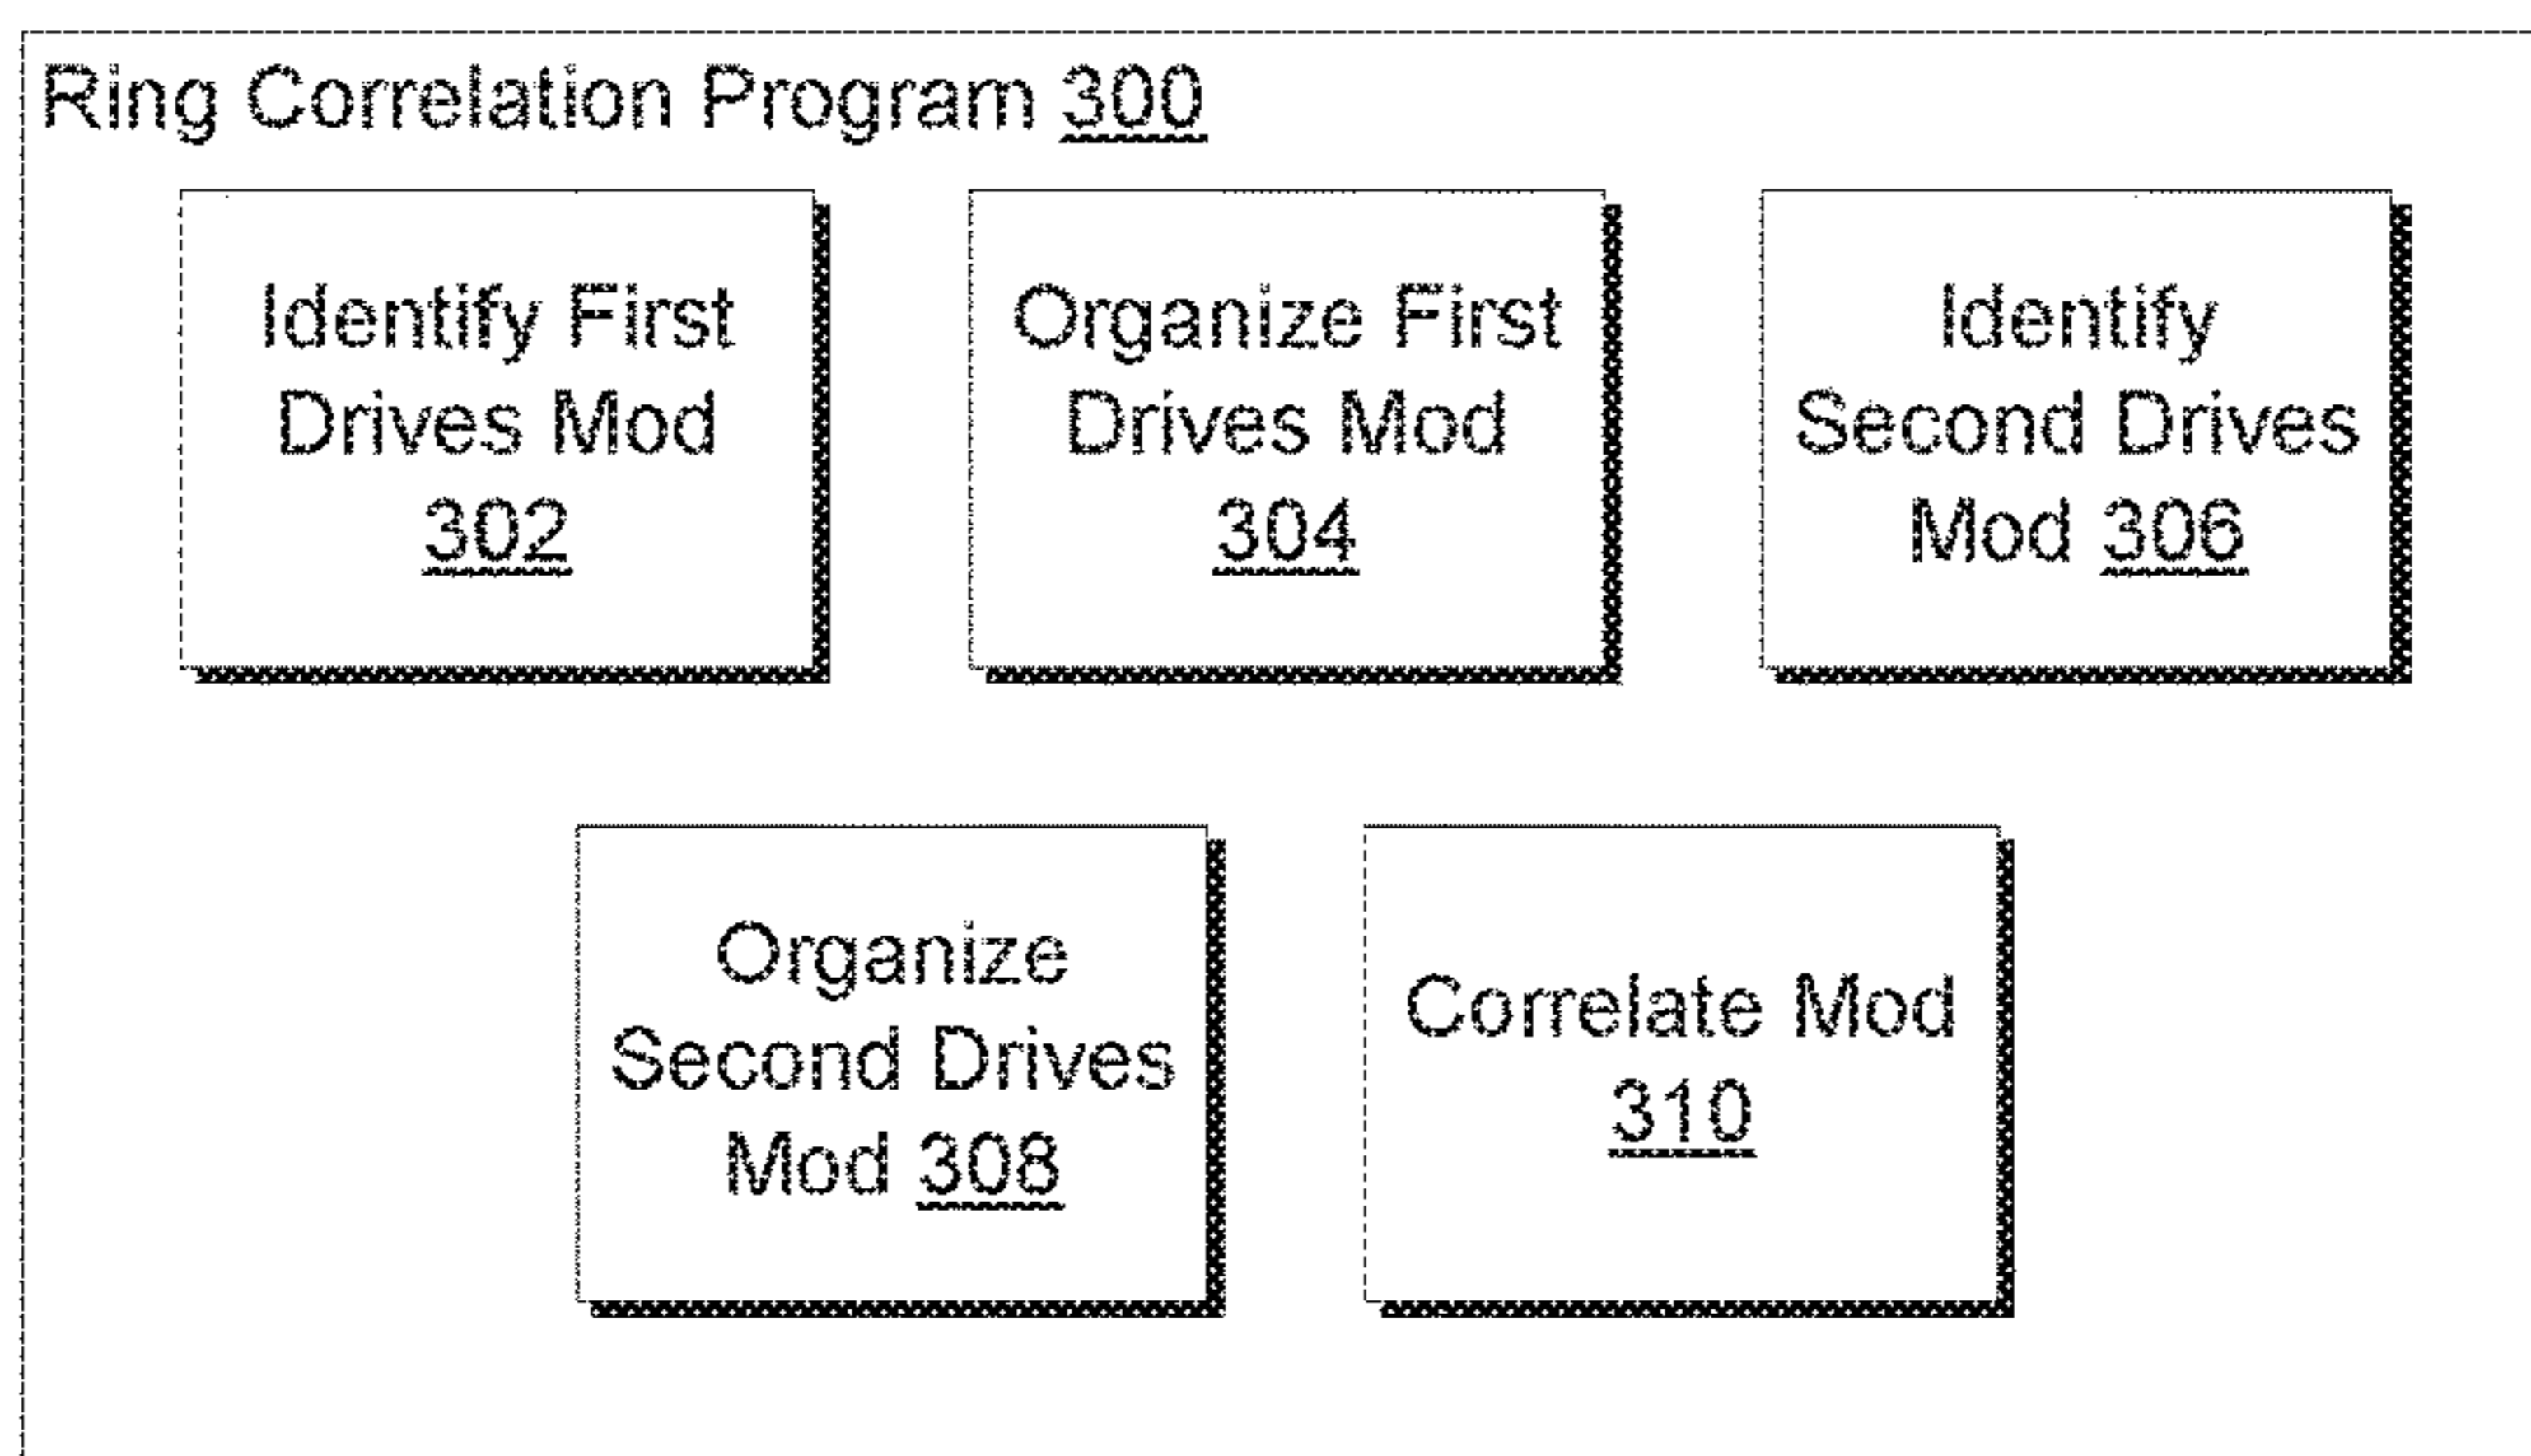 Ring Correlation Program 300
Identify First
Drives Mod
302
Organize First
Drives Mod
304
Identify
Second Drives
Mod 306
Organize
Second Drives
Mod 308
Correlate Mod
310